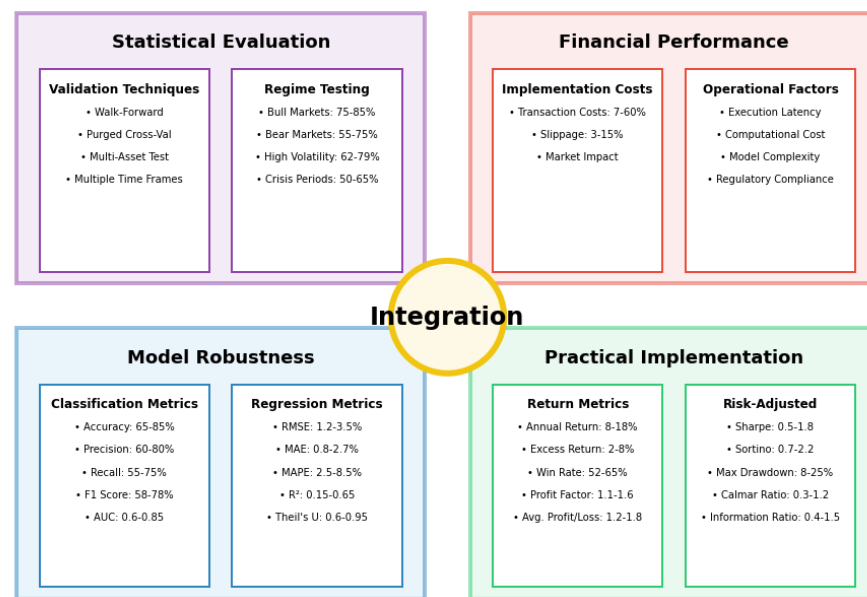 Statistical Evaluation
Validation Techniques
• Walk-Forward
• Purged Cross-Val
• Multi-Asset Test
• Multiple Time Frames
Regime Testing
• Bull Markets: 75-85%
• Bear Markets: 55-75%
• High Volatility: 62-79%
• Crisis Periods: 50-65%
Financial Performance
Implementation Costs
• Transaction Costs: 7-60%
• Slippage: 3-15%
• Market Impact
Operational Factors
• Execution Latency
• Computational Cost
• Model Complexity
• Regulatory Compliance
Integration
Model Robustness
Classification Metrics
• Accuracy: 65-85%
• Precision: 60-80%
• Recall: 55-75%
• F1 Score: 58-78%
• AUC: 0.6-0.85
Regression Metrics
• RMSE: 1.2-3.5%
• MAE: 0.8-2.7%
• MAPE: 2.5-8.5%
• R²: 0.15-0.65
• Theil's U: 0.6-0.95
Practical Implementation
Return Metrics
• Annual Return: 8-18%
• Excess Return: 2-8%
• Win Rate: 52-65%
• Profit Factor: 1.1-1.6
• Avg. Profit/Loss: 1.2-1.8
Risk-Adjusted
• Sharpe: 0.5-1.8
• Sortino: 0.7-2.2
• Max Drawdown: 8-25%
• Calmar Ratio: 0.3-1.2
• Information Ratio: 0.4-1.5